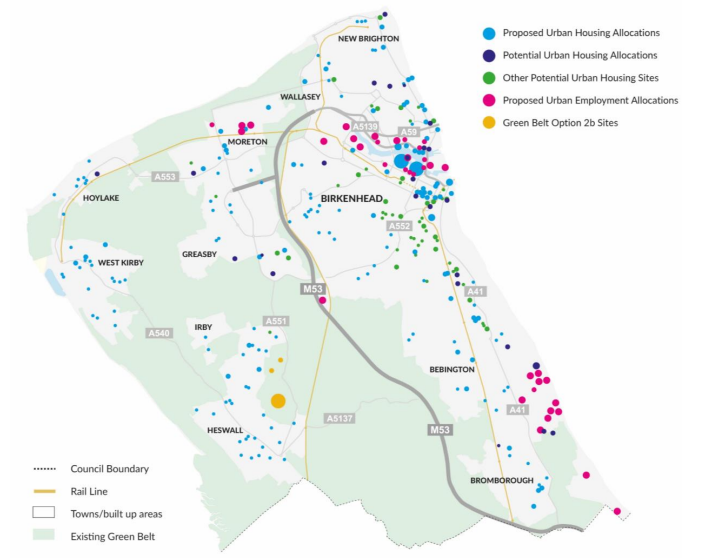 NEW BRIGHTON
Proposed Urban Housing Allocations
Potential Urban Housing Allocations
Other Potential Urban Housing Sites
Proposed Urban Employment Allocations
Green Belt Option 2b Sites
WALLASEY
A5139
A59
MORETON
A553
HOYLAKE
BIRKENHEAD
A552
GREASBY
WEST KIRBY
M53
A41
A551
IRBY
A540
BEBINGTON
A41
A5137
HESWALL
M53
BROMBOROUGH
Council Boundary
Rail Line
Towns/built up areas
Existing Green Belt